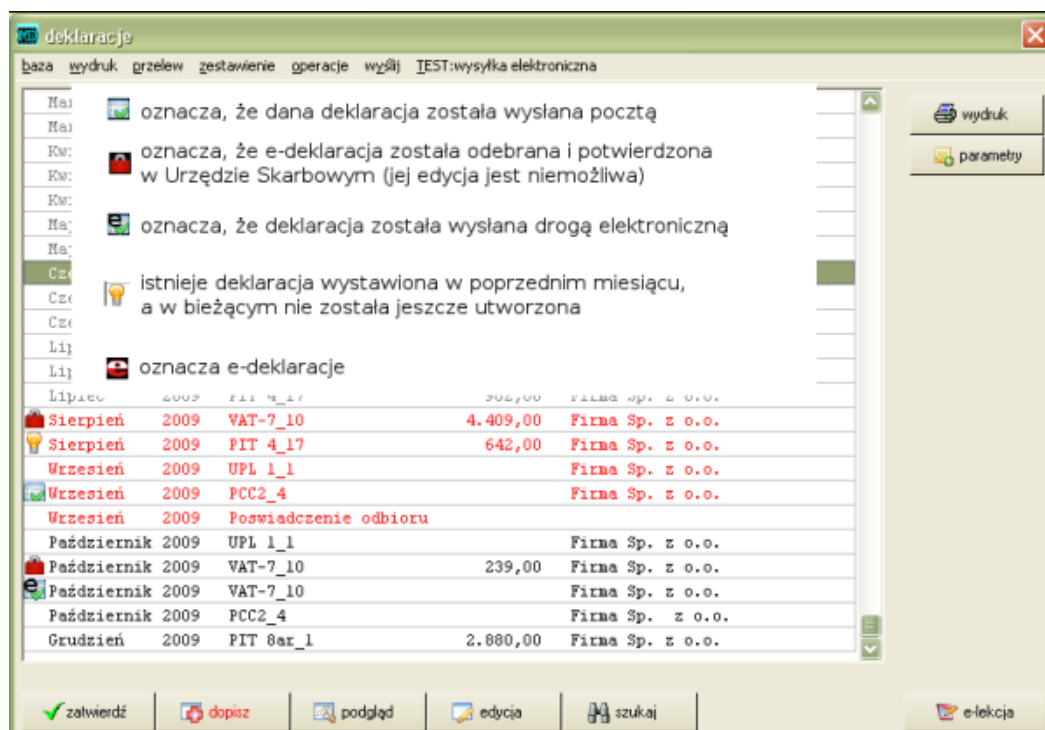 deklaracje
baza wydruk przelew zestawienie operacje wyślij TEST:wysyłka elektroniczna
wydruk
parametry
oznacza, że dana deklaracja została wysłana pocztą
oznacza, że e-deklaracja została odebrana i potwierdzona
w Urzędzie Skarbowym (jej edycja jest niemożliwa)
oznacza, że deklaracja została wysłana drogą elektroniczną
istnieje deklaracja wystawiona w poprzednim miesiącu,
a w bieżącym nie została jeszcze utworzona
oznacza e-deklaracje
Sierpień 2009 VAT-7_10 4.409,00 Firma Sp. z o.o.
Sierpień 2009 PIT 4_17 642,00 Firma Sp. z o.o.
Wrzesień 2009 UPL 1_1 Firma Sp. z o.o.
Wrzesień 2009 PCC2_4 Firma Sp. z o.o.
Wrzesień 2009 Poswiadczenie odbioru
Październik 2009 UPL 1_1 Firma Sp. z o.o.
Październik 2009 VAT-7_10 239,00 Firma Sp. z o.o.
Październik 2009 VAT-7_10 Firma Sp. z o.o.
Październik 2009 PCC2_4 Firma Sp. z o.o.
Grudzień 2009 PIT 8ar_1 2.880,00 Firma Sp. z o.o.
zatwierdź dopisz podgląd edycja szukaj e-lekcja